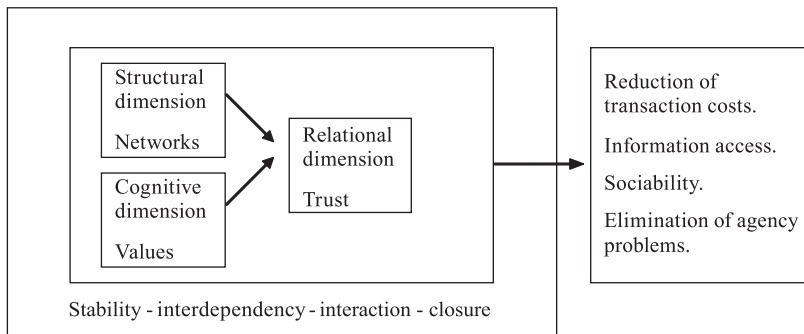 Structural
dimension
Networks
Cognitive
dimension
Values
Relational
dimension
Trust
Stability - interdependency - interaction - closure
Reduction of
transaction costs.
Information access.
Sociability.
Elimination of agency
problems.